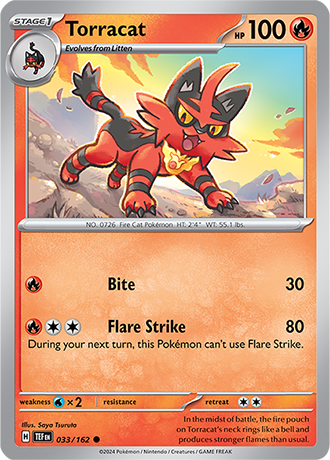 STAGE 1 Torracat HP 100
Evolves from Litten
NO. 0726 Fire Cat Pokémon HT: 2'4" WT: 55.1 lbs.
Bite 30
Flare Strike 80
During your next turn, this Pokémon can't use Flare Strike.
weakness ×2 resistance retreat
Illus. Saya Tsuruta
In the midst of battle, the fire pouch
on Torracat's neck rings like a bell and
produces stronger flames than usual.
H TEF EN 033/162
©2024 Pokémon / Nintendo / Creatures / GAME FREAK